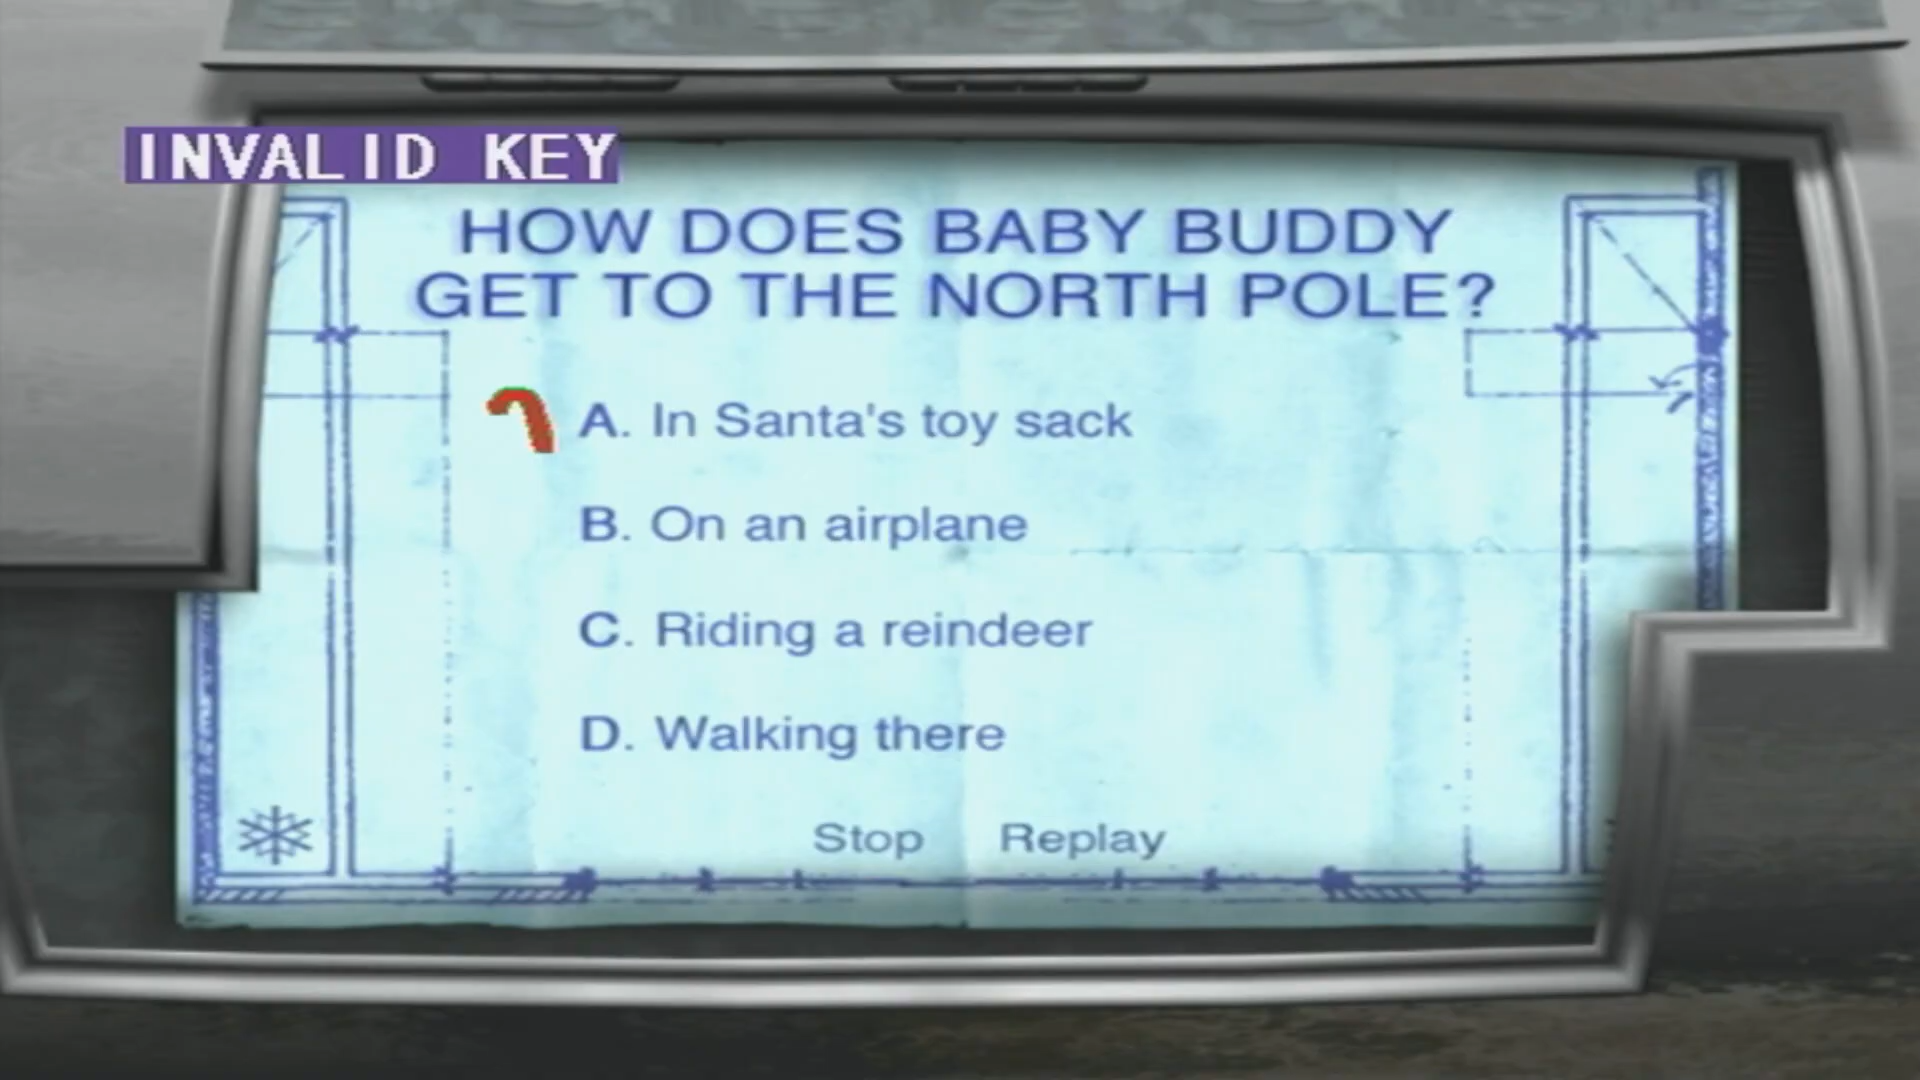 INVALID KEY
HOW DOES BABY BUDDY
GET TO THE NORTH POLE?
A. In Santa's toy sack
B. On an airplane
C. Riding a reindeer
D. Walking there
Stop Replay